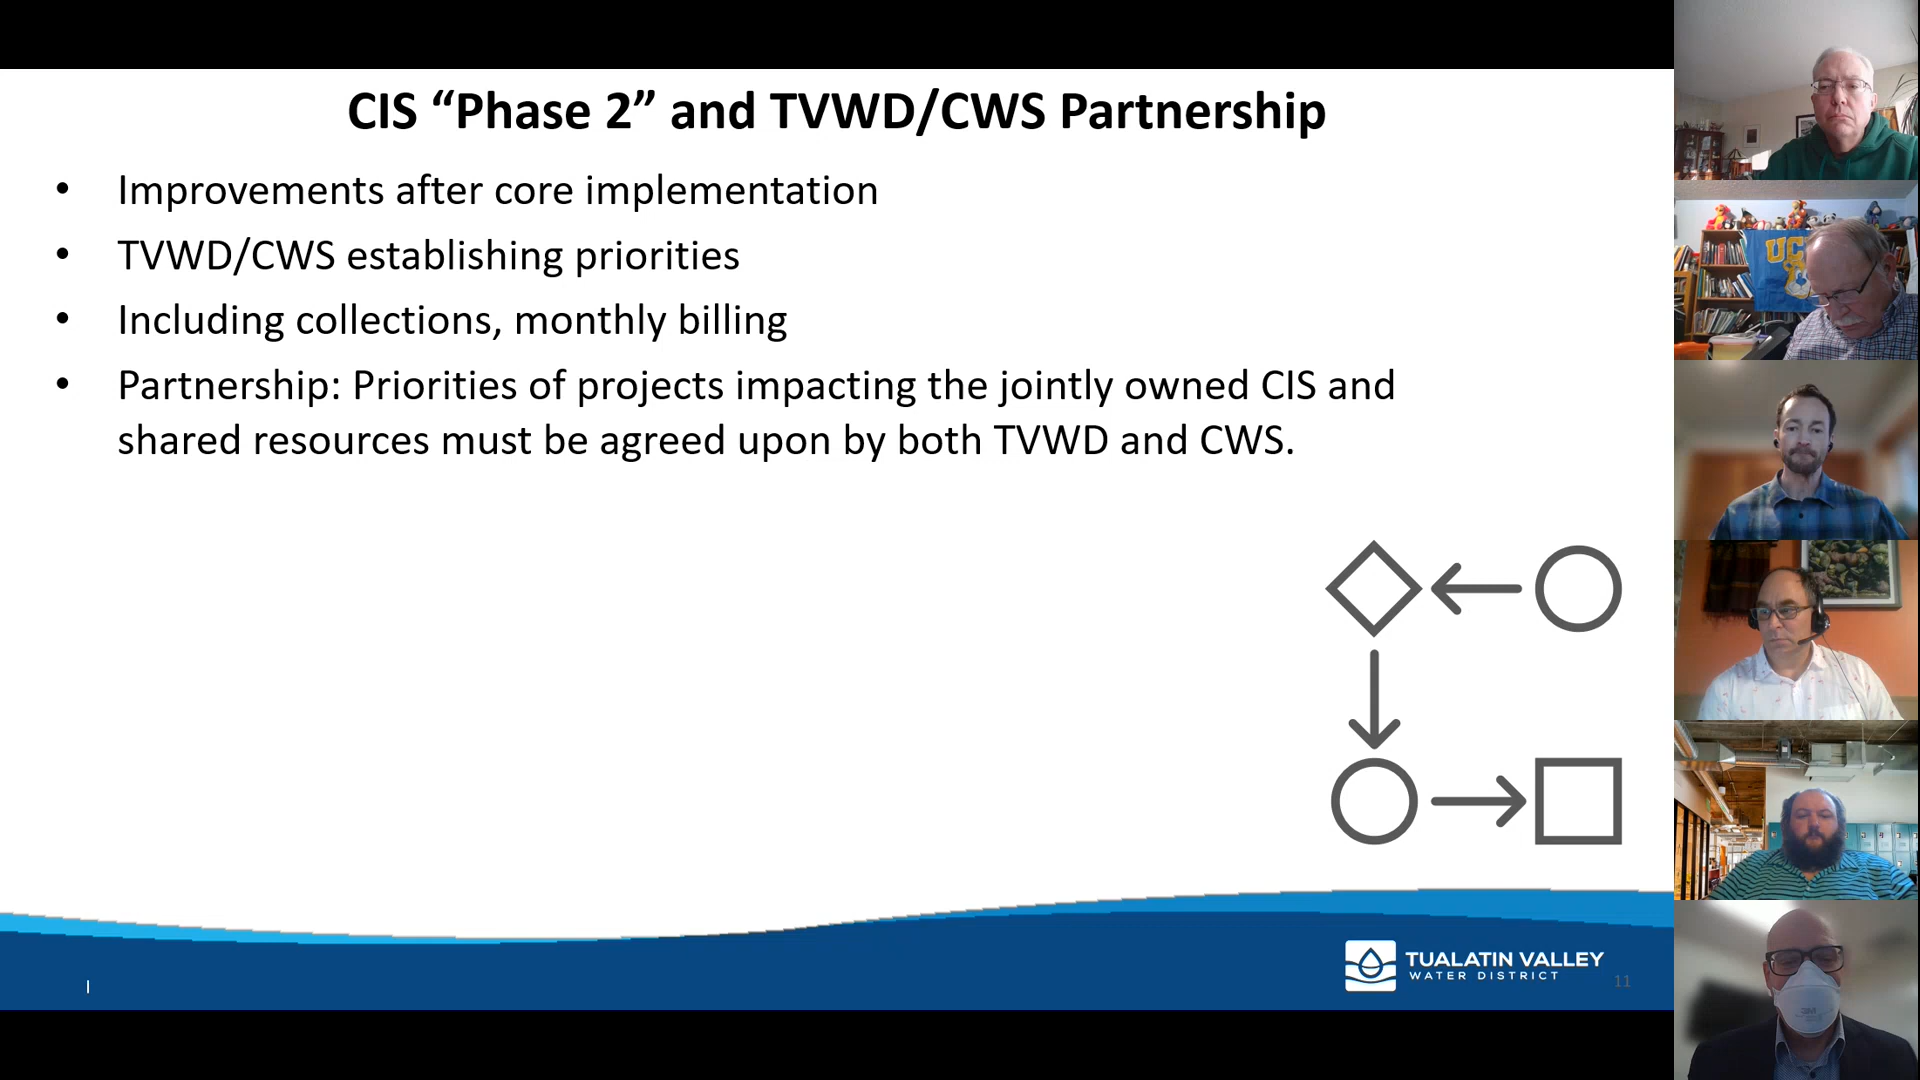 CIS “Phase 2” and TVWD/CWS Partnership
• Improvements after core implementation
• TVWD/CWS establishing priorities
• Including collections, monthly billing
• Partnership: Priorities of projects impacting the jointly owned CIS and
shared resources must be agreed upon by both TVWD and CWS.
TUALATIN VALLEY
WATER DISTRICT
11
UC
3M